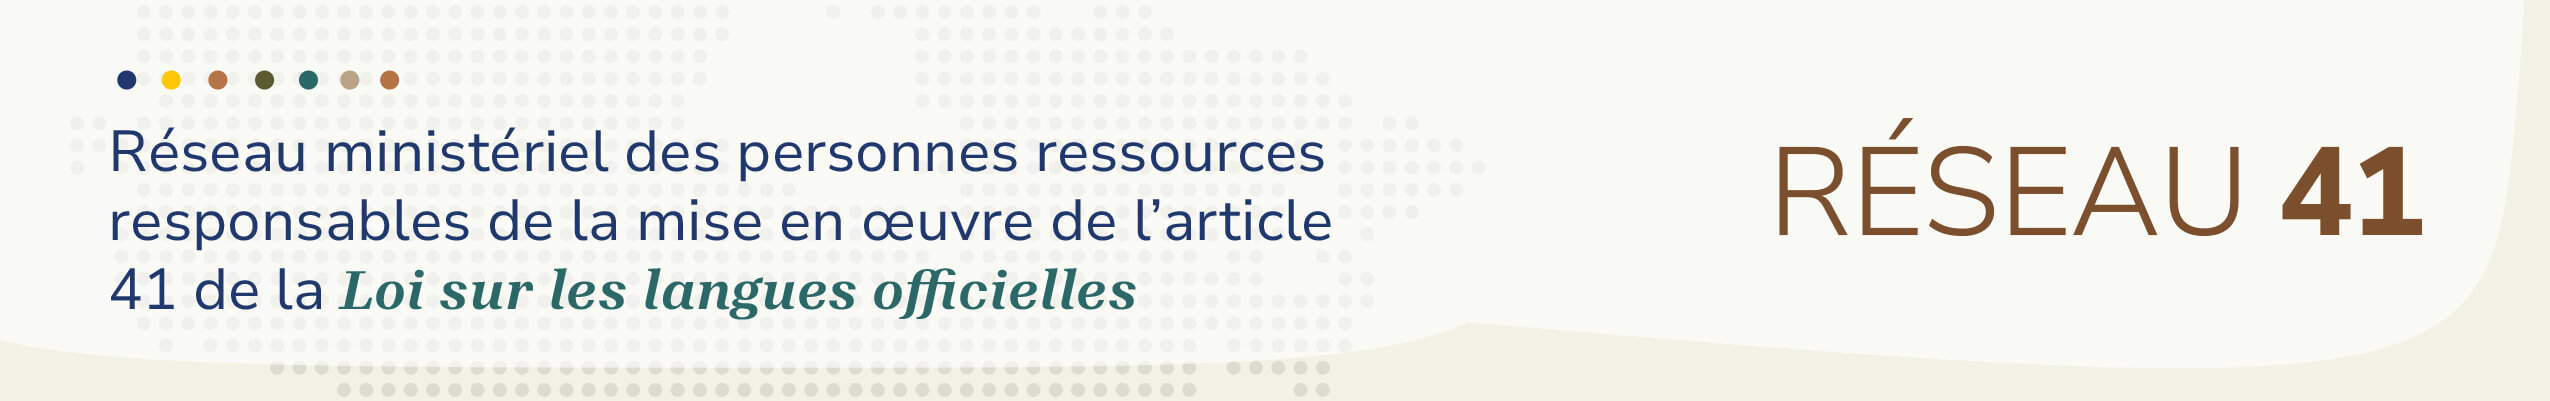 Réseau ministériel des personnes ressources
responsables de la mise en œuvre de l’article
41 de la Loi sur les langues officielles
RÉSEAU 41